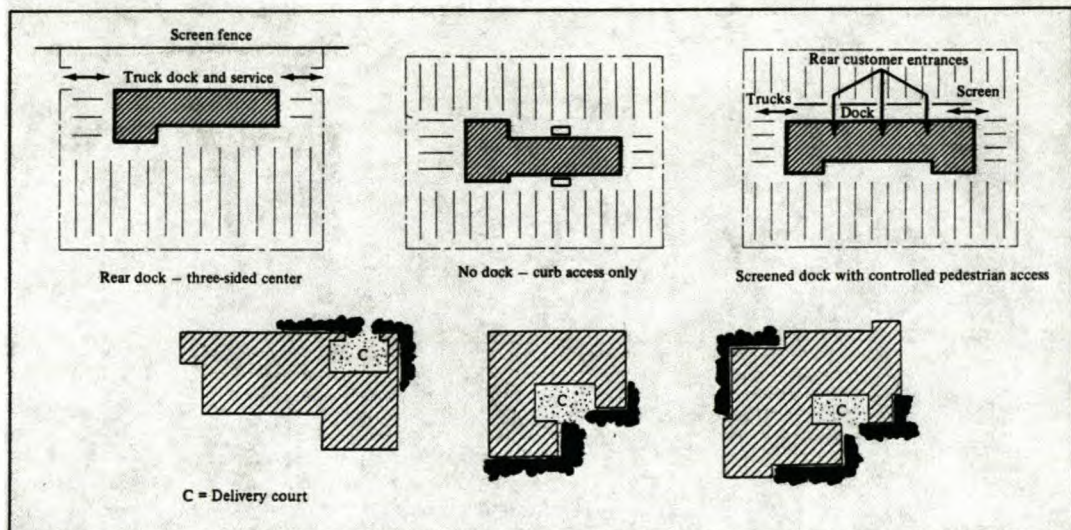 Screen fence
Truck dock and service
Rear dock – three-sided center
No dock – curb access only
Rear customer entrances
Trucks
Screen
Dock
Screened dock with controlled pedestrian access
C
C
C
C = Delivery court